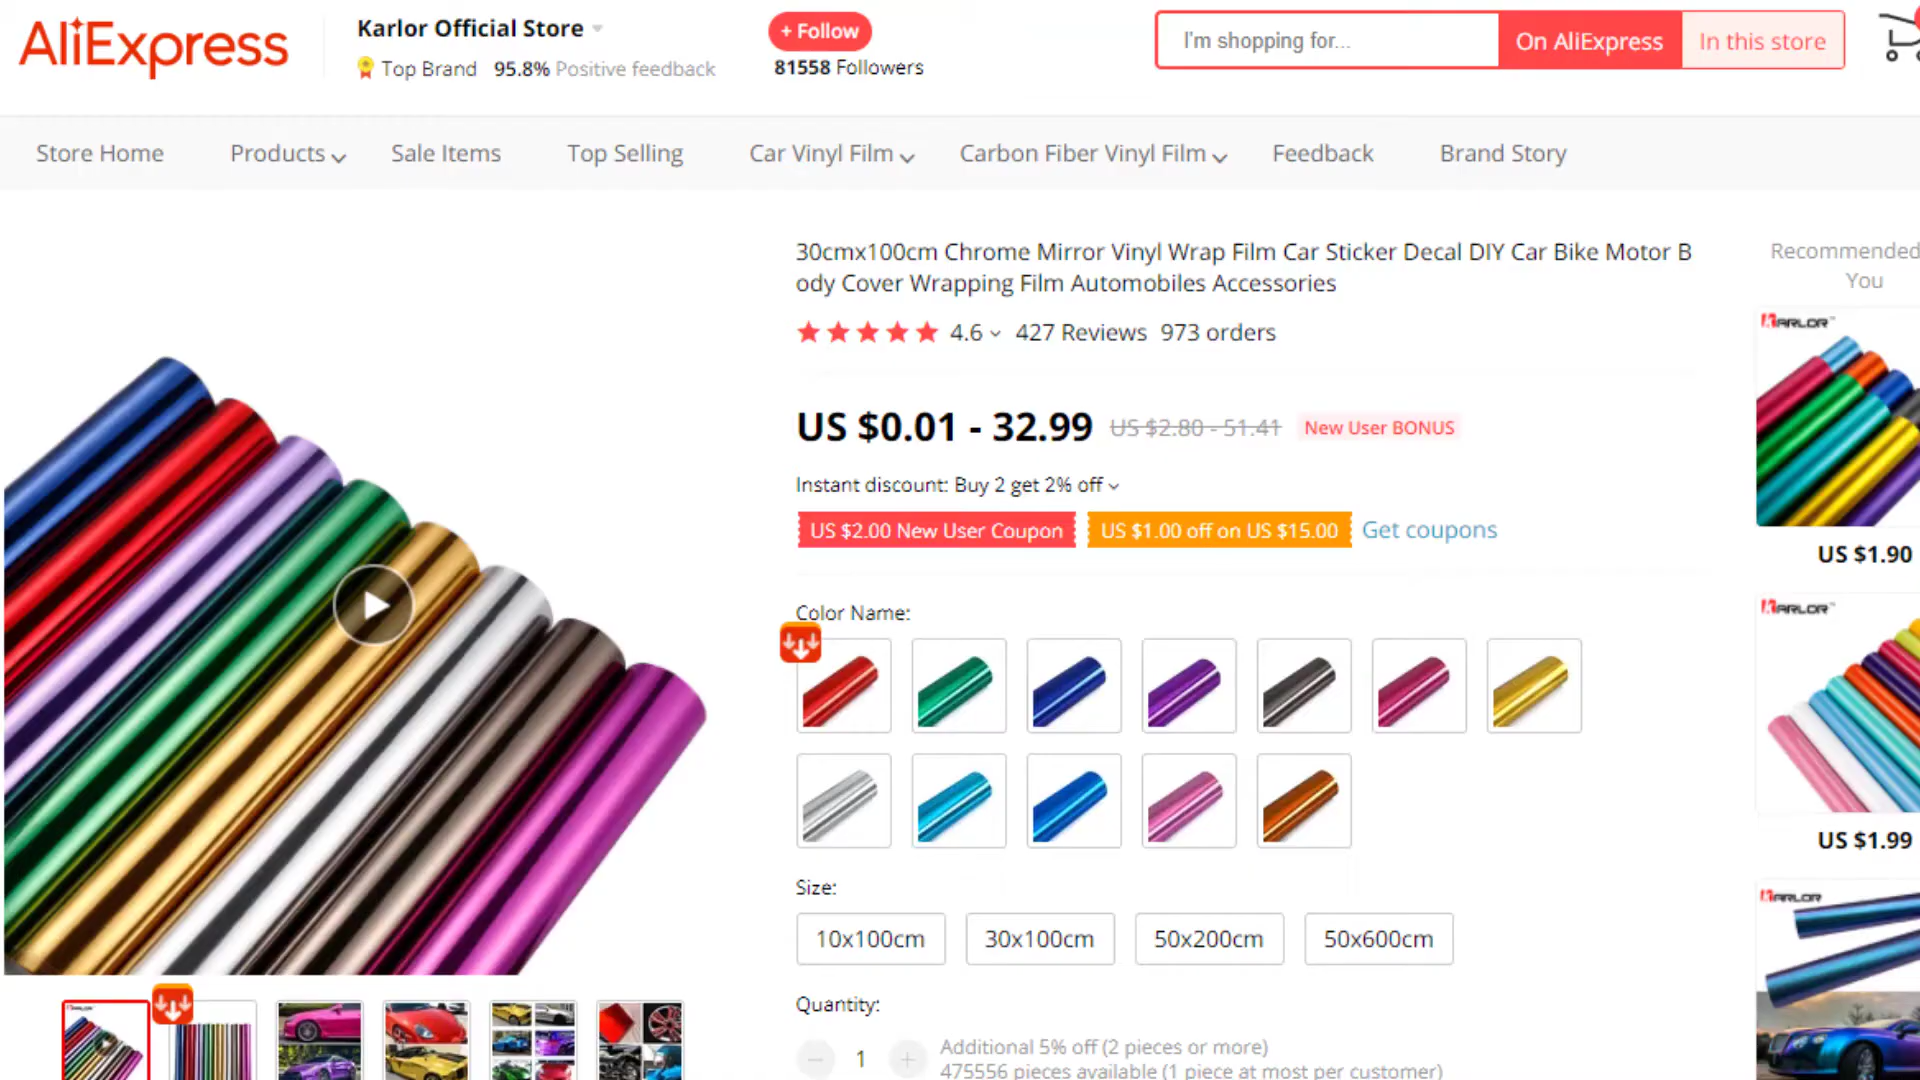 AliExpress
Karlor Official Store
Top Brand 95.8% Positive feedback
+ Follow
81558 Followers
I'm shopping for...
On AliExpress
In this store
Store Home
Products
Sale Items
Top Selling
Car Vinyl Film
Carbon Fiber Vinyl Film
Feedback
Brand Story
30cmx100cm Chrome Mirror Vinyl Wrap Film Car Sticker Decal DIY Car Bike Motor B
ody Cover Wrapping Film Automobiles Accessories
4.6 427 Reviews 973 orders
US $0.01 - 32.99 US $2.80 - 51.41 New User BONUS
Instant discount: Buy 2 get 2% off
US $2.00 New User Coupon US $1.00 off on US $15.00 Get coupons
Color Name:
Size:
10x100cm 30x100cm 50x200cm 50x600cm
Quantity:
1
Additional 5% off (2 pieces or more)
475556 pieces available (1 piece at most per customer)
Recommended
You
KARLOR
US $1.90
KARLOR
US $1.99
KARLOR